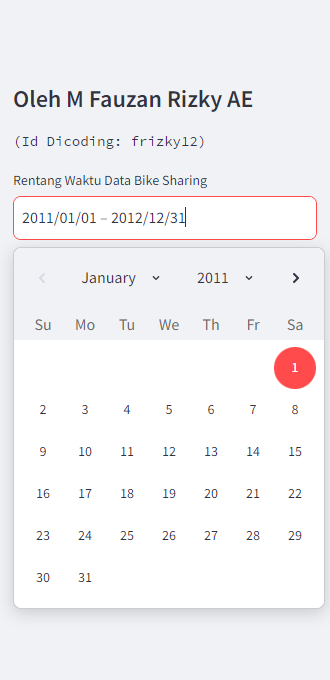 Oleh M Fauzan Rizky AE
(Id Dicoding: frizky12)
Rentang Waktu Data Bike Sharing
2011/01/01 – 2012/12/31
January 2011
Su Mo Tu We Th Fr Sa
1
2 3 4 5 6 7 8
9 10 11 12 13 14 15
16 17 18 19 20 21 22
23 24 25 26 27 28 29
30 31